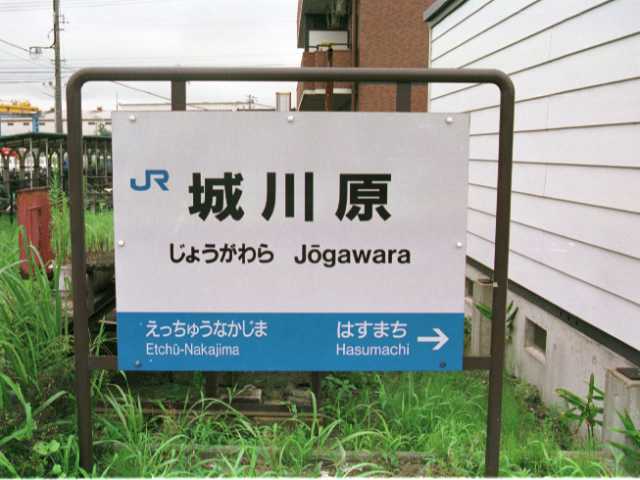 JR 城川原
じょうがわら Jōgawara
えっちゅうなかじま はすまち →
Etchū-Nakajima Hasumachi